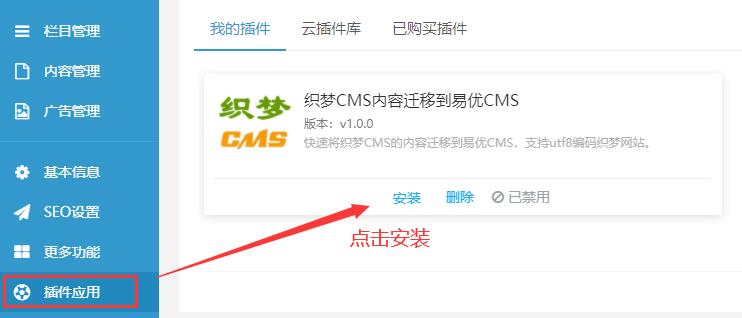 栏目管理
内容管理
广告管理
基本信息
SEO设置
更多功能
插件应用
我的插件 云插件库 已购买插件
织梦
CMS
织梦CMS内容迁移到易优CMS
版本：v1.0.0
快速将织梦CMS的内容迁移到易优CMS，支持utf8编码织梦网站。
安装 删除 已禁用
点击安装